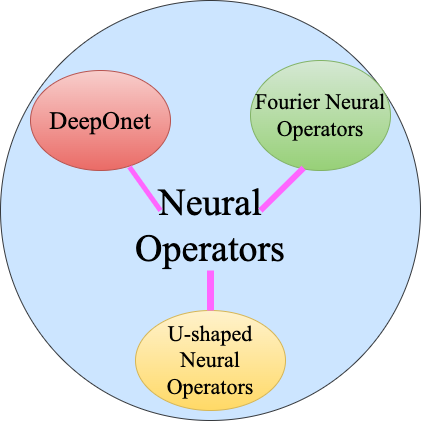 DeepOnet
Fourier Neural
Operators
Neural
Operators
U-shaped
Neural
Operators